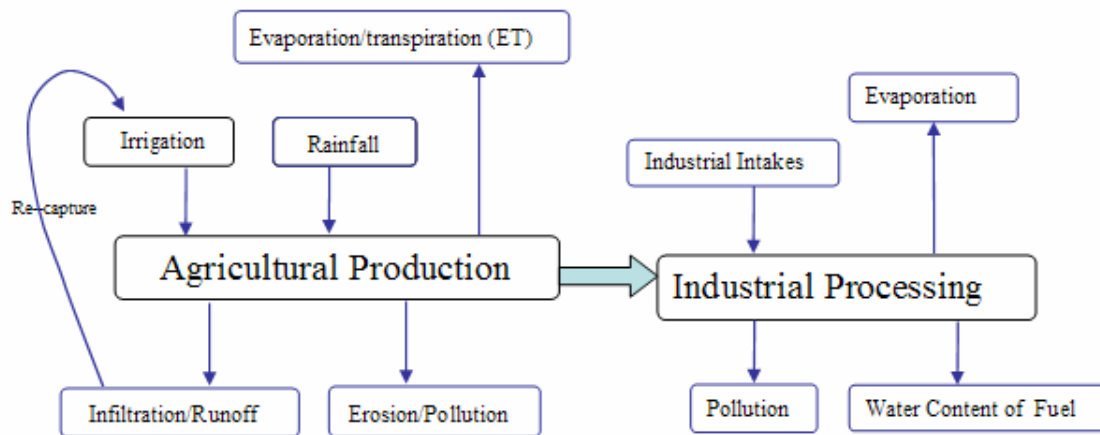 Evaporation/transpiration (ET)
Evaporation
Irrigation
Rainfall
Industrial Intakes
Re-capture
Agricultural Production
Industrial Processing
Infiltration/Runoff
Erosion/Pollution
Pollution
Water Content of Fuel